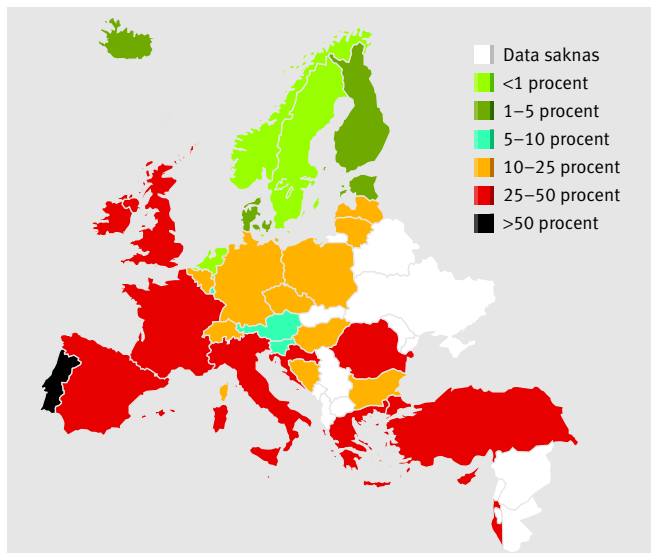 Data saknas
<1 procent
1–5 procent
5–10 procent
10–25 procent
25–50 procent
>50 procent